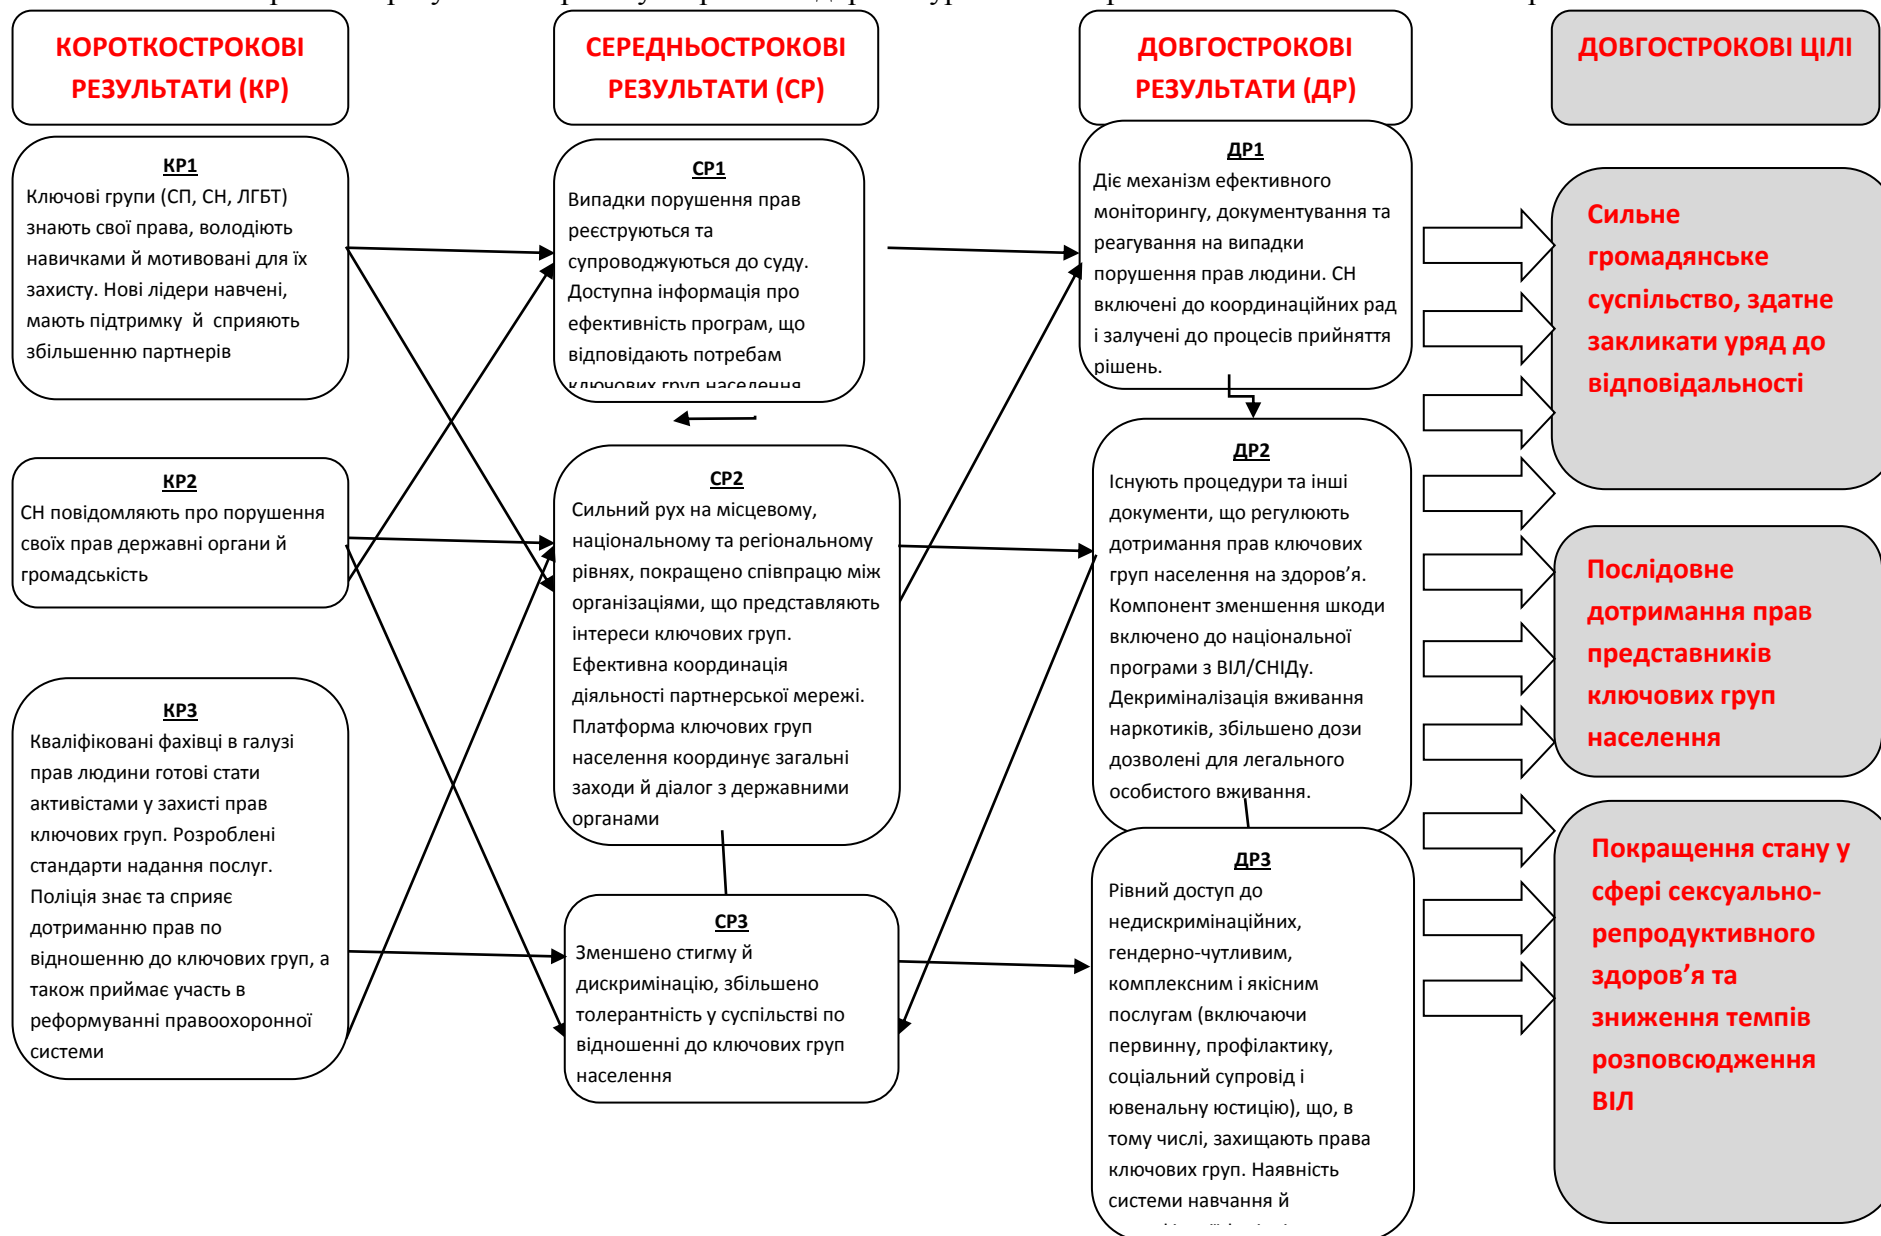 КОРОТКОСТРОКОВІ
РЕЗУЛЬТАТИ (КР)
СЕРЕДНЬОСТРОКОВІ
РЕЗУЛЬТАТИ (СР)
ДОВГОСТРОКОВІ
РЕЗУЛЬТАТИ (ДР)
ДОВГОСТРОКОВІ ЦІЛІ
КР1
Ключові групи (СП, СН, ЛГБТ)
знають свої права, володіють
навичками й мотивовані для їх
захисту. Нові лідери навчені,
мають підтримку й сприяють
збільшенню партнерів
КР2
СН повідомляють про порушення
своїх прав державні органи й
громадськість
КР3
Кваліфіковані фахівці в галузі
прав людини готові стати
активістами у захисті прав
ключових груп. Розроблені
стандарти надання послуг.
Поліція знає та сприяє
дотриманню прав по
відношенню до ключових груп, а
також приймає участь в
реформуванні правоохоронної
системи
СР1
Випадки порушення прав
реєструються та
супроводжуються до суду.
Доступна інформація про
ефективність програм, що
відповідають потребам
ключових груп населення
СР2
Сильний рух на місцевому,
національному та регіональному
рівнях, покращено співпрацю між
організаціями, що представляють
інтереси ключових груп.
Ефективна координація
діяльності партнерської мережі.
Платформа ключових груп
населення координує загальні
заходи й діалог з державними
органами
СР3
Зменшено стигму й
дискримінацію, збільшено
толерантність у суспільстві по
відношенні до ключових груп
населення
ДР1
Діє механізм ефективного
моніторингу, документування та
реагування на випадки
порушення прав людини. СН
включені до координаційних рад
і залучені до процесів прийняття
рішень.
ДР2
Існують процедури та інші
документи, що регулюють
дотримання прав ключових
груп населення на здоров’я.
Компонент зменшення шкоди
включено до національної
програми з ВІЛ/СНІДу.
Декриміналізація вживання
наркотиків, збільшено дози
дозволені для легального
особистого вживання.
ДР3
Рівний доступ до
недискримінаційних,
гендерно-чутливим,
комплексним і якісним
послугам (включаючи
первинну, профілактику,
соціальний супровід і
ювенальну юстицію), що, в
тому числі, захищають права
ключових груп. Наявність
системи навчання й
Сильне
громадянське
суспільство, здатне
закликати уряд до
відповідальності
Послідовне
дотримання прав
представників
ключових груп
населення
Покращення стану у
сфері сексуально-
репродуктивного
здоров’я та
зниження темпів
розповсюдження
ВІЛ